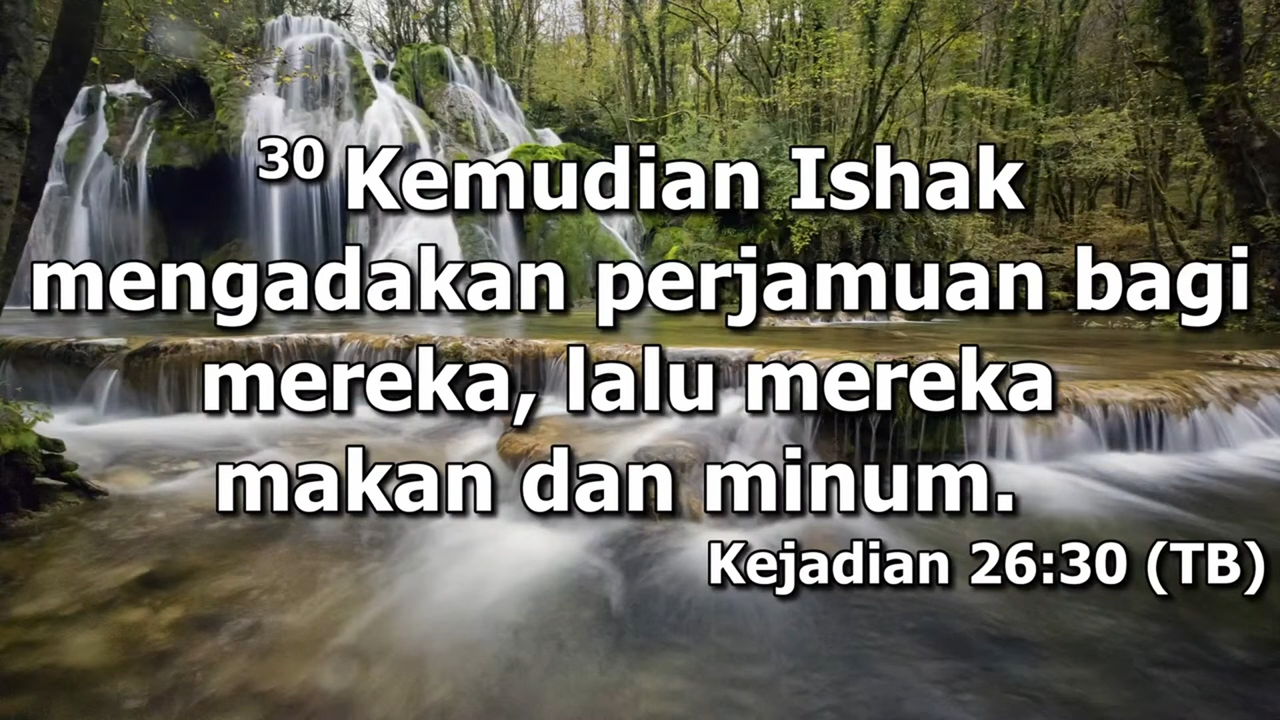 30 Kemudian Ishak
mengadakan perjamuan bagi
mereka, lalu mereka
makan dan minum.
Kejadian 26:30 (TB)